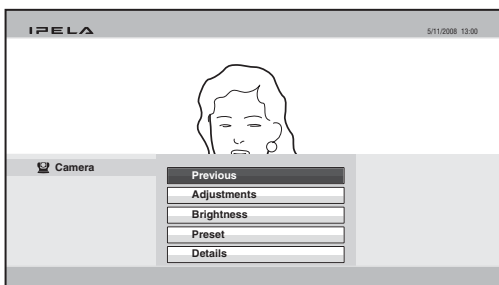 IPELA
5/11/2008 13:00
Camera
Previous
Adjustments
Brightness
Preset
Details